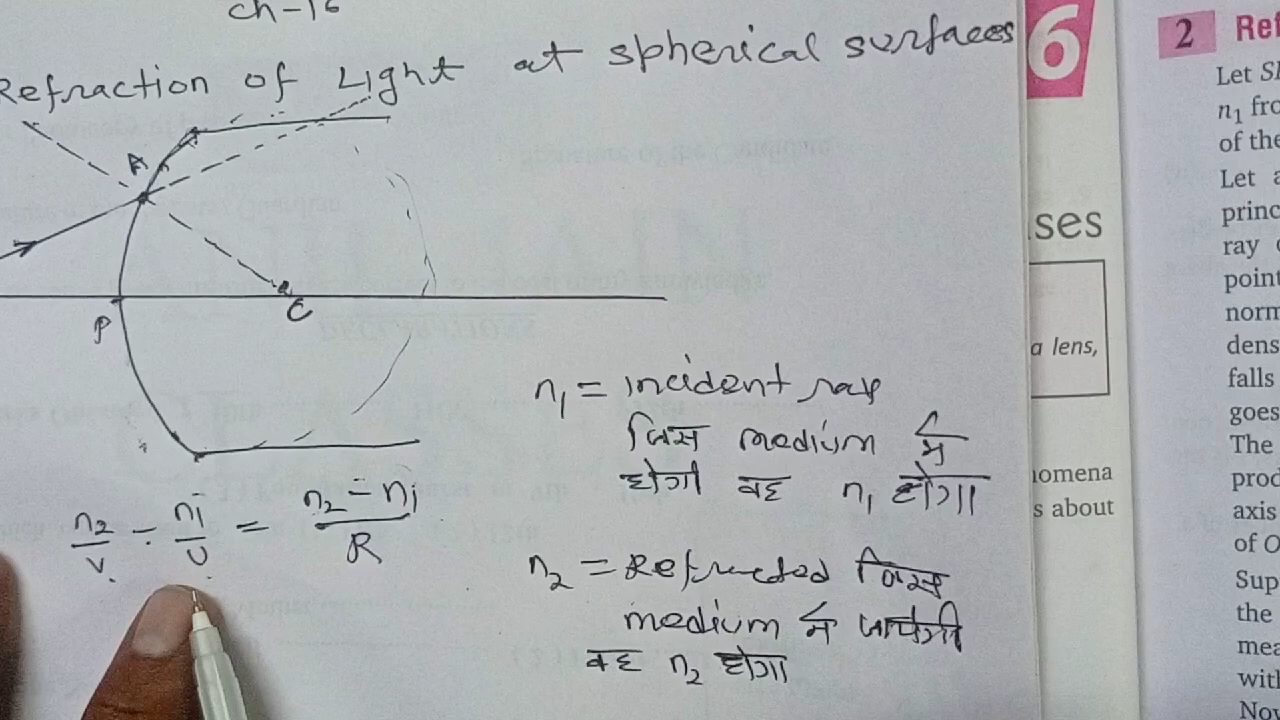 ch-16
Refraction of Light at spherical surfaces
A
P
C
n₂/v - n₁/u = n₂ - n₁/R
n₁ = incident ray
जिस medium में
होगी वह n₁ होगा
n₂ = Refracted जिस
medium में जायेगी
वह n₂ होगा
6
ses
a lens,
nomena
s about
2 Ref
Let
n₁ fro
of the
Let a
princ
ray
point
norm
dens
falls
goes
The
prod
axis
of O
Sup
the
mea
with
Nov